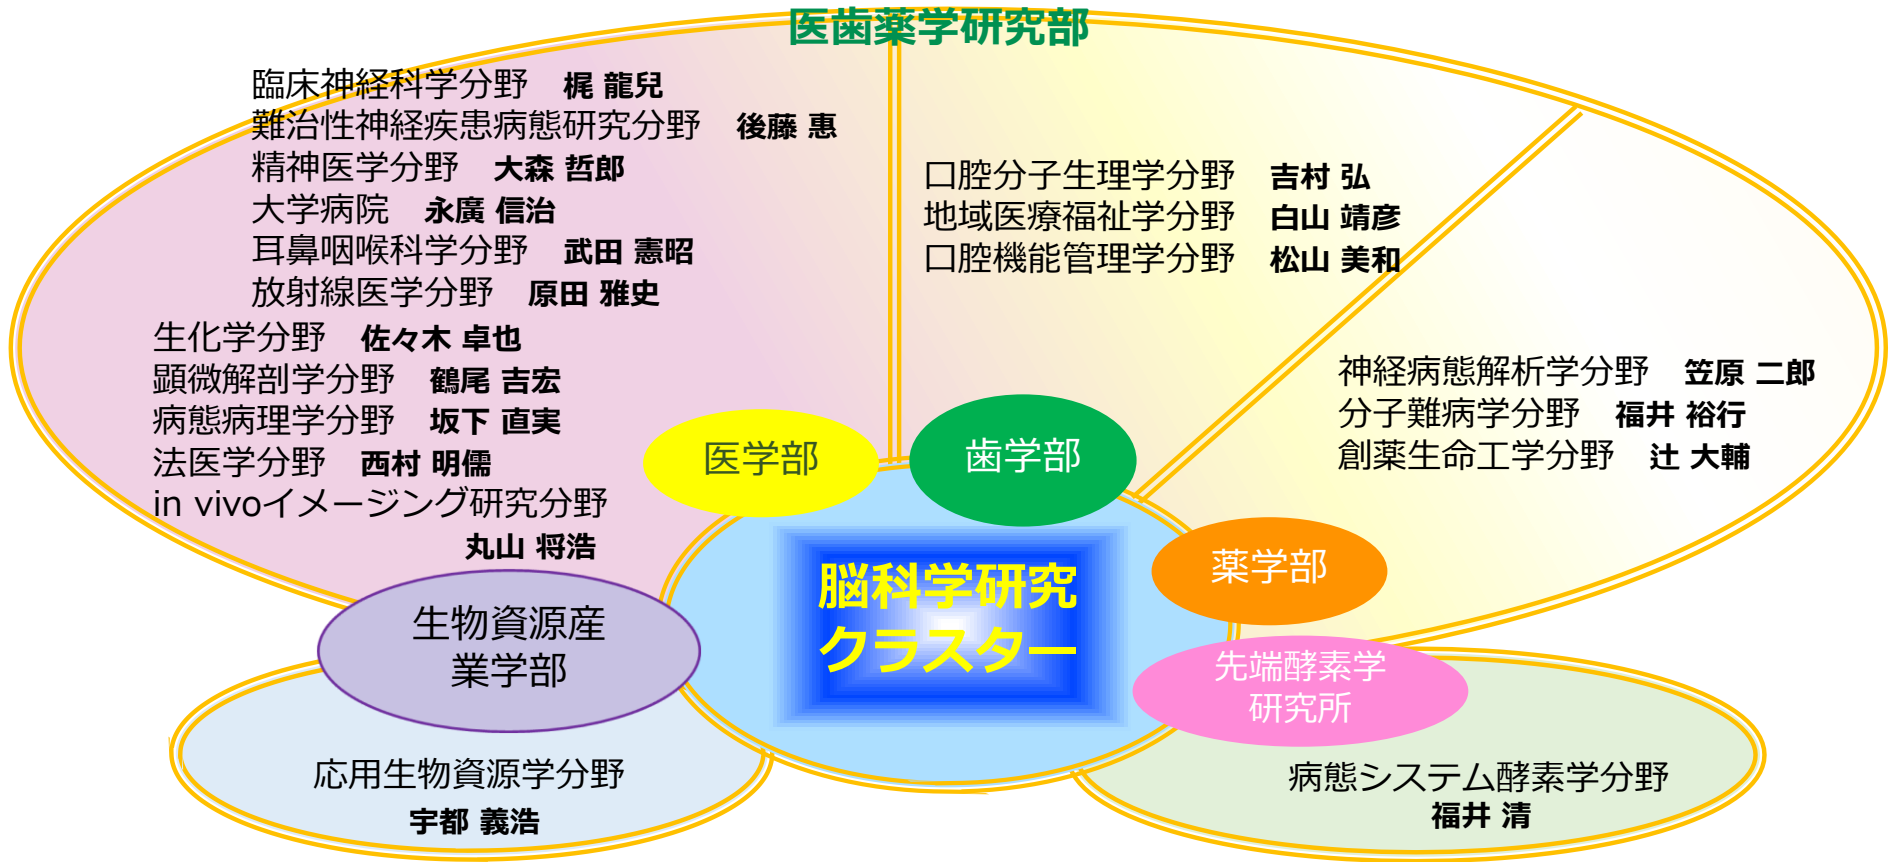 医歯薬学研究部
臨床神経科学分野　梶 龍兒
難治性神経疾患病態研究分野　後藤 惠
精神医学分野　大森 哲郎
大学病院　永廣 信治
耳鼻咽喉科学分野　武田 憲昭
放射線医学分野　原田 雅史
生化学分野　佐々木 卓也
顕微解剖学分野　鶴尾 吉宏
病態病理学分野　坂下 直実
法医学分野　西村 明儒
in vivoイメージング研究分野
丸山 将浩
口腔分子生理学分野　吉村 弘
地域医療福祉学分野　白山 靖彦
口腔機能管理学分野　松山 美和
神経病態解析学分野　笠原 二郎
分子難病学分野　福井 裕行
創薬生命工学分野　辻 大輔
医学部
歯学部
薬学部
脳科学研究
クラスター
生物資源産
業学部
先端酵素学
研究所
応用生物資源学分野
宇都 義浩
病態システム酵素学分野
福井 清